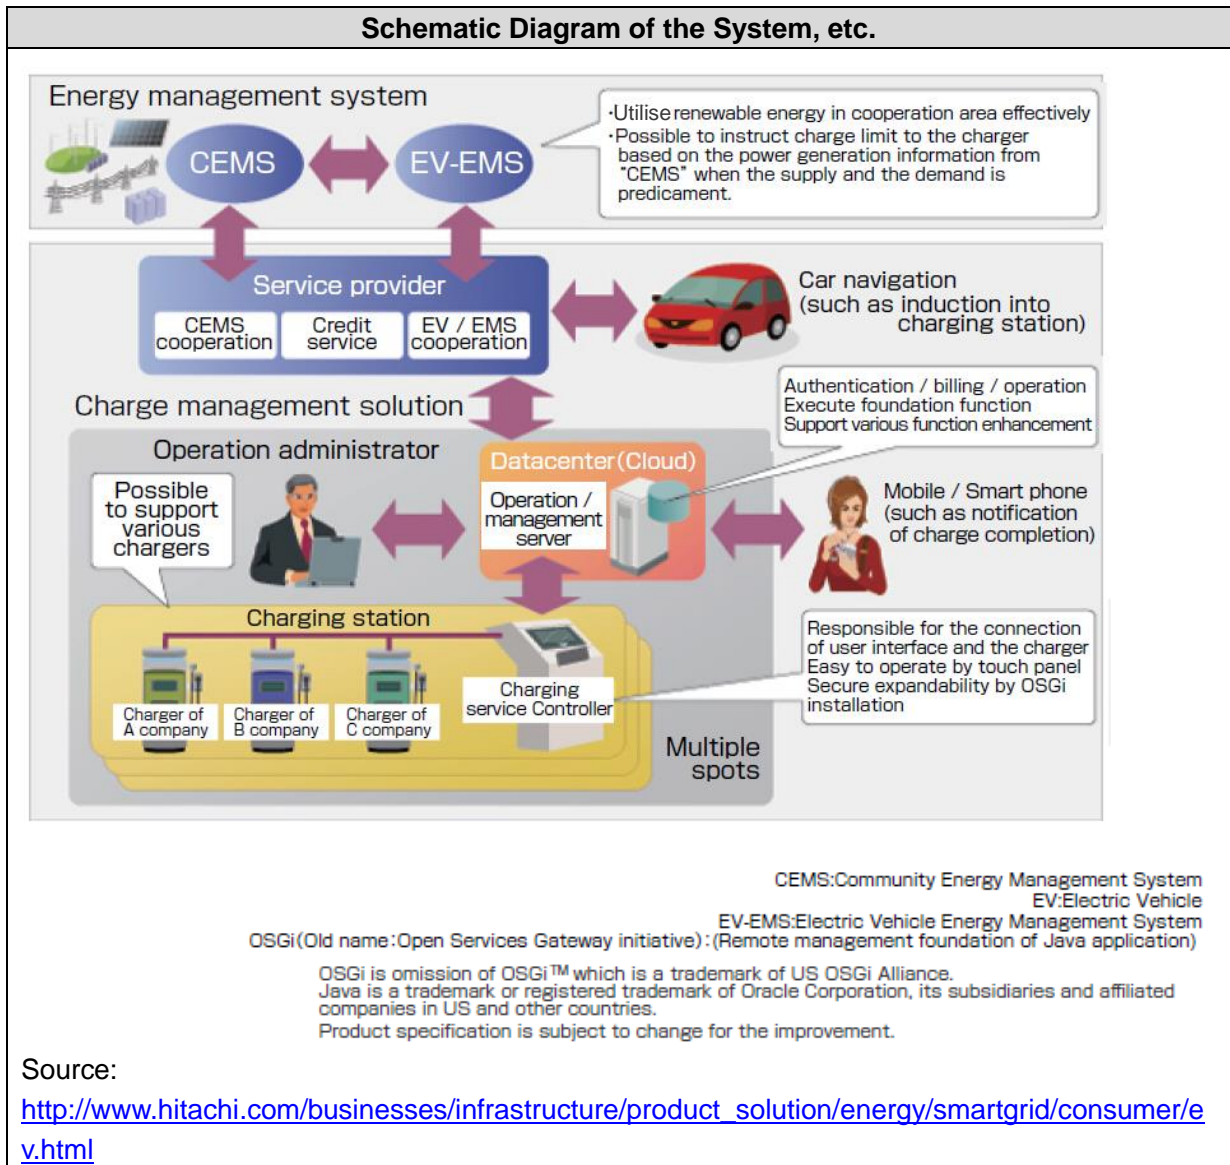 Schematic Diagram of the System, etc.
Energy management system
CEMS
EV-EMS
・Utilise renewable energy in cooperation area effectively
・Possible to instruct charge limit to the charger
based on the power generation information from
"CEMS" when the supply and the demand is
predicament.
Service provider
CEMS
cooperation
Credit
service
EV / EMS
cooperation
Car navigation
(such as induction into
charging station)
Charge management solution
Authentication / billing / operation
Execute foundation function
Support various function enhancement
Operation administrator
Datacenter(Cloud)
Operation /
management
server
Possible
to support
various
chargers
Mobile / Smart phone
(such as notification
of charge completion)
Charging station
Charger of
A company
Charger of
B company
Charger of
C company
Charging
service Controller
Responsible for the connection
of user interface and the charger
Easy to operate by touch panel
Secure expandability by OSGi
installation
Multiple
spots
CEMS:Community Energy Management System
EV:Electric Vehicle
EV-EMS:Electric Vehicle Energy Management System
OSGi(Old name:Open Services Gateway initiative):(Remote management foundation of Java application)
OSGi is omission of OSGi™ which is a trademark of US OSGi Alliance.
Java is a trademark or registered trademark of Oracle Corporation, its subsidiaries and affiliated
companies in US and other countries.
Product specification is subject to change for the improvement.
Source:
http://www.hitachi.com/businesses/infrastructure/product_solution/energy/smartgrid/consumer/e
v.html